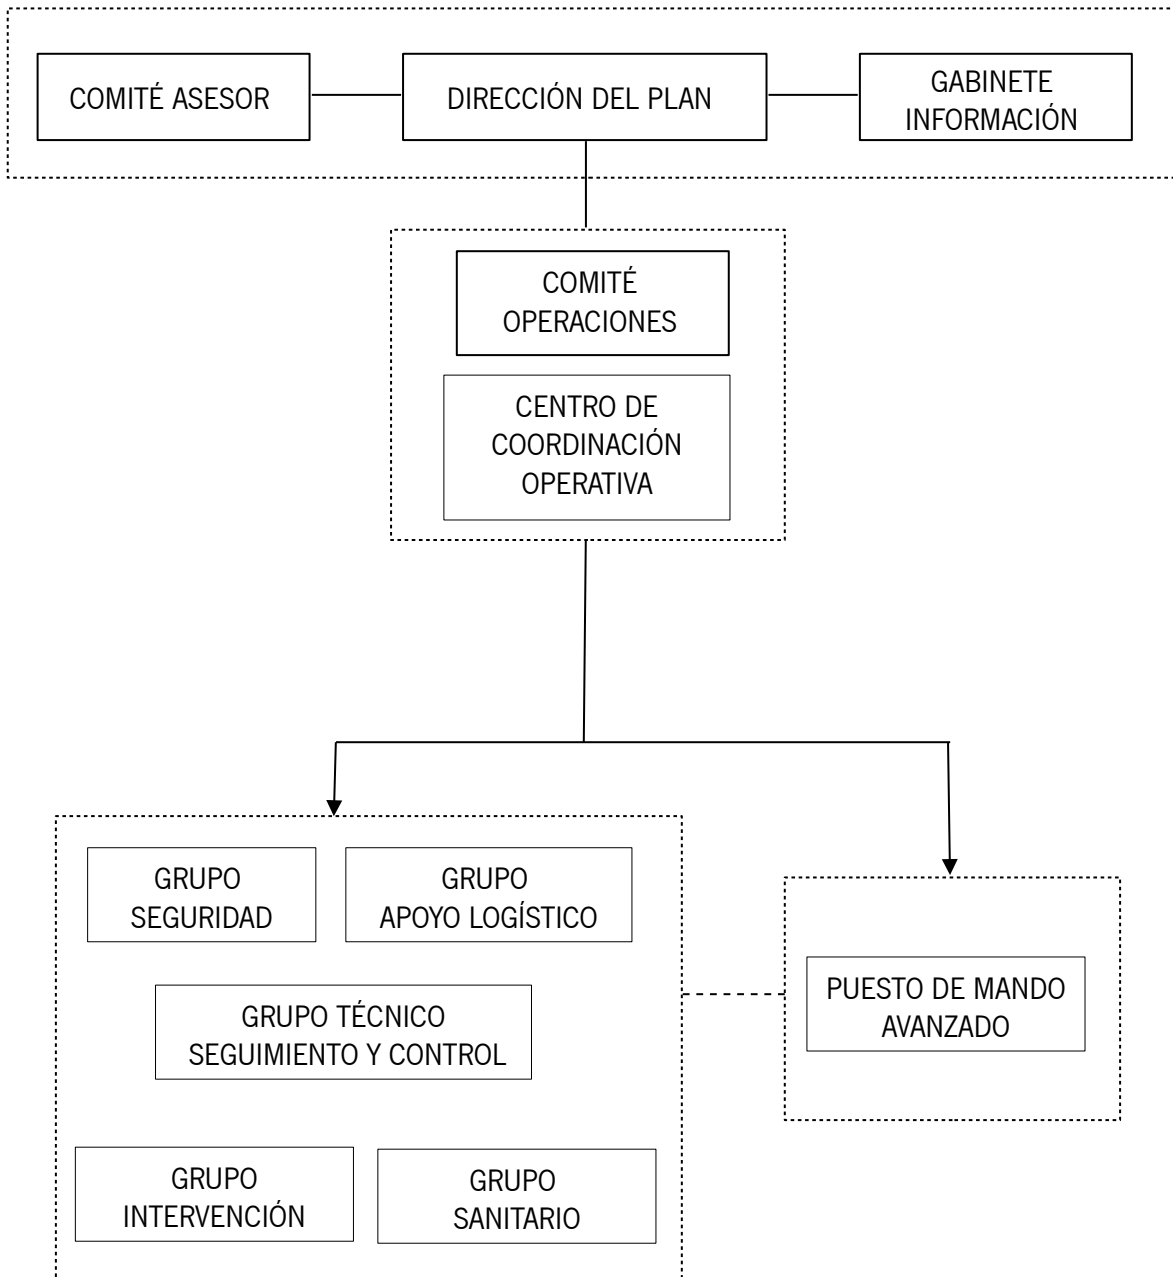 COMITÉ ASESOR
DIRECCIÓN DEL PLAN
GABINETE
INFORMACIÓN
COMITÉ
OPERACIONES
CENTRO DE
COORDINACIÓN
OPERATIVA
GRUPO
SEGURIDAD
GRUPO
APOYO LOGÍSTICO
GRUPO TÉCNICO
SEGUIMIENTO Y CONTROL
PUESTO DE MANDO
AVANZADO
GRUPO
INTERVENCIÓN
GRUPO
SANITARIO